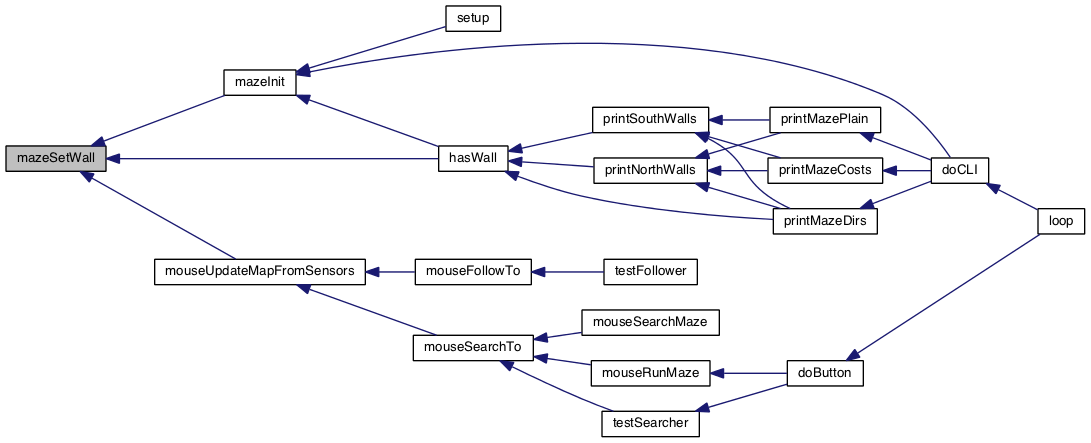 setup
mazeInit
printSouthWalls
printMazePlain
mazeSetWall
hasWall
printNorthWalls
printMazeCosts
doCLI
printMazeDirs
loop
mouseUpdateMapFromSensors
mouseFollowTo
testFollower
mouseSearchMaze
mouseSearchTo
mouseRunMaze
doButton
testSearcher